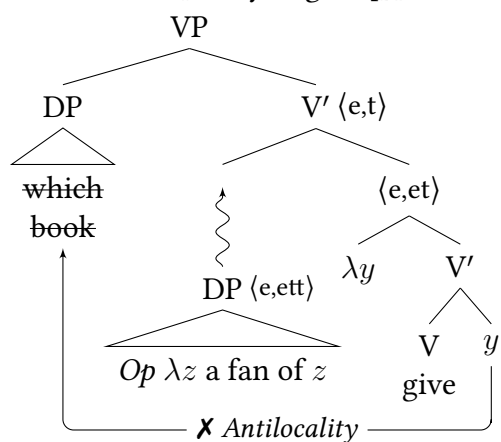 VP
DP V′ ⟨e,t⟩
which
book
⟨e,et⟩
DP ⟨e,ett⟩
λy V′
Op λz a fan of z
V y
give
✗ Antilocality